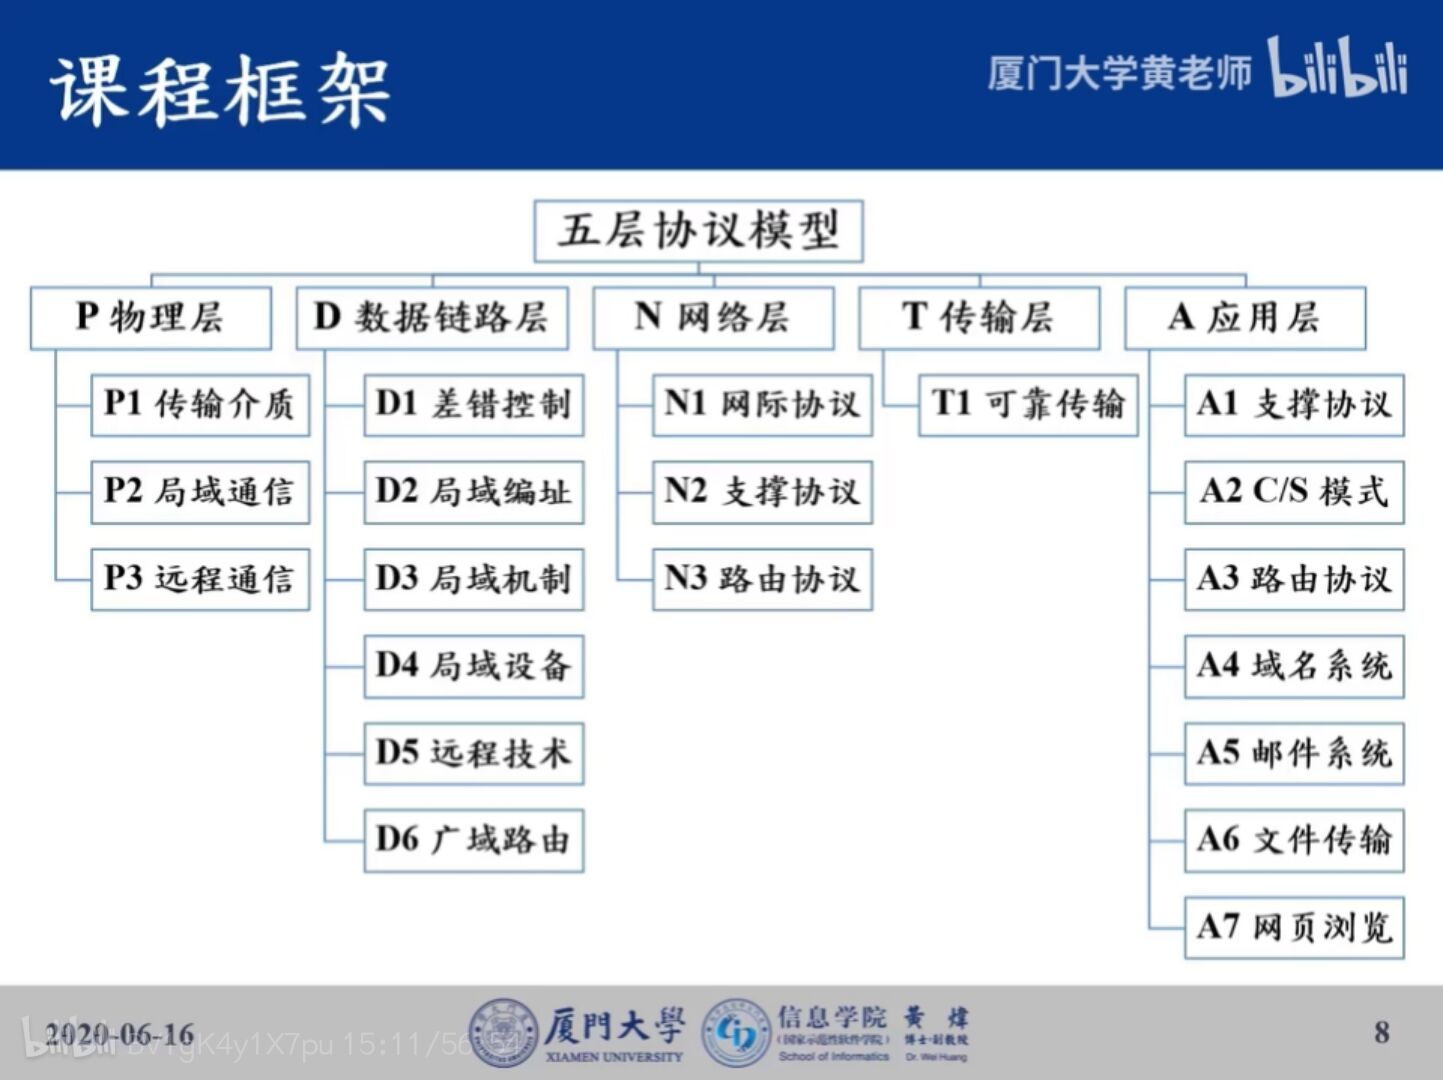 课程框架
厦门大学黄老师 bilibili
五层协议模型
P 物理层
P1 传输介质
P2 局域通信
P3 远程通信
D 数据链路层
D1 差错控制
D2 局域编址
D3 局域机制
D4 局域设备
D5 远程技术
D6 广域路由
N 网络层
N1 网际协议
N2 支撑协议
N3 路由协议
T 传输层
T1 可靠传输
A 应用层
A1 支撑协议
A2 C/S 模式
A3 路由协议
A4 域名系统
A5 邮件系统
A6 文件传输
A7 网页浏览
2020-06-16
bilibili BV1gK4y1X7pu 15:11
厦門大學
XIAMEN UNIVERSITY
信息学院
(国家示范性软件学院)
School of Informatics
黄 炜
博士·副教授
Dr. Wei Huang
8